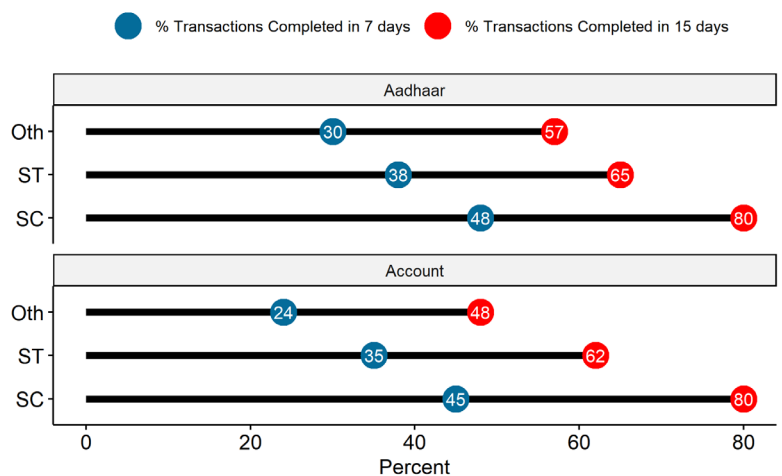 % Transactions Completed in 7 days % Transactions Completed in 15 days
Aadhaar
Oth 30 57
ST 38 65
SC 48 80
Account
Oth 24 48
ST 35 62
SC 45 80
0 20 40 60 80
Percent